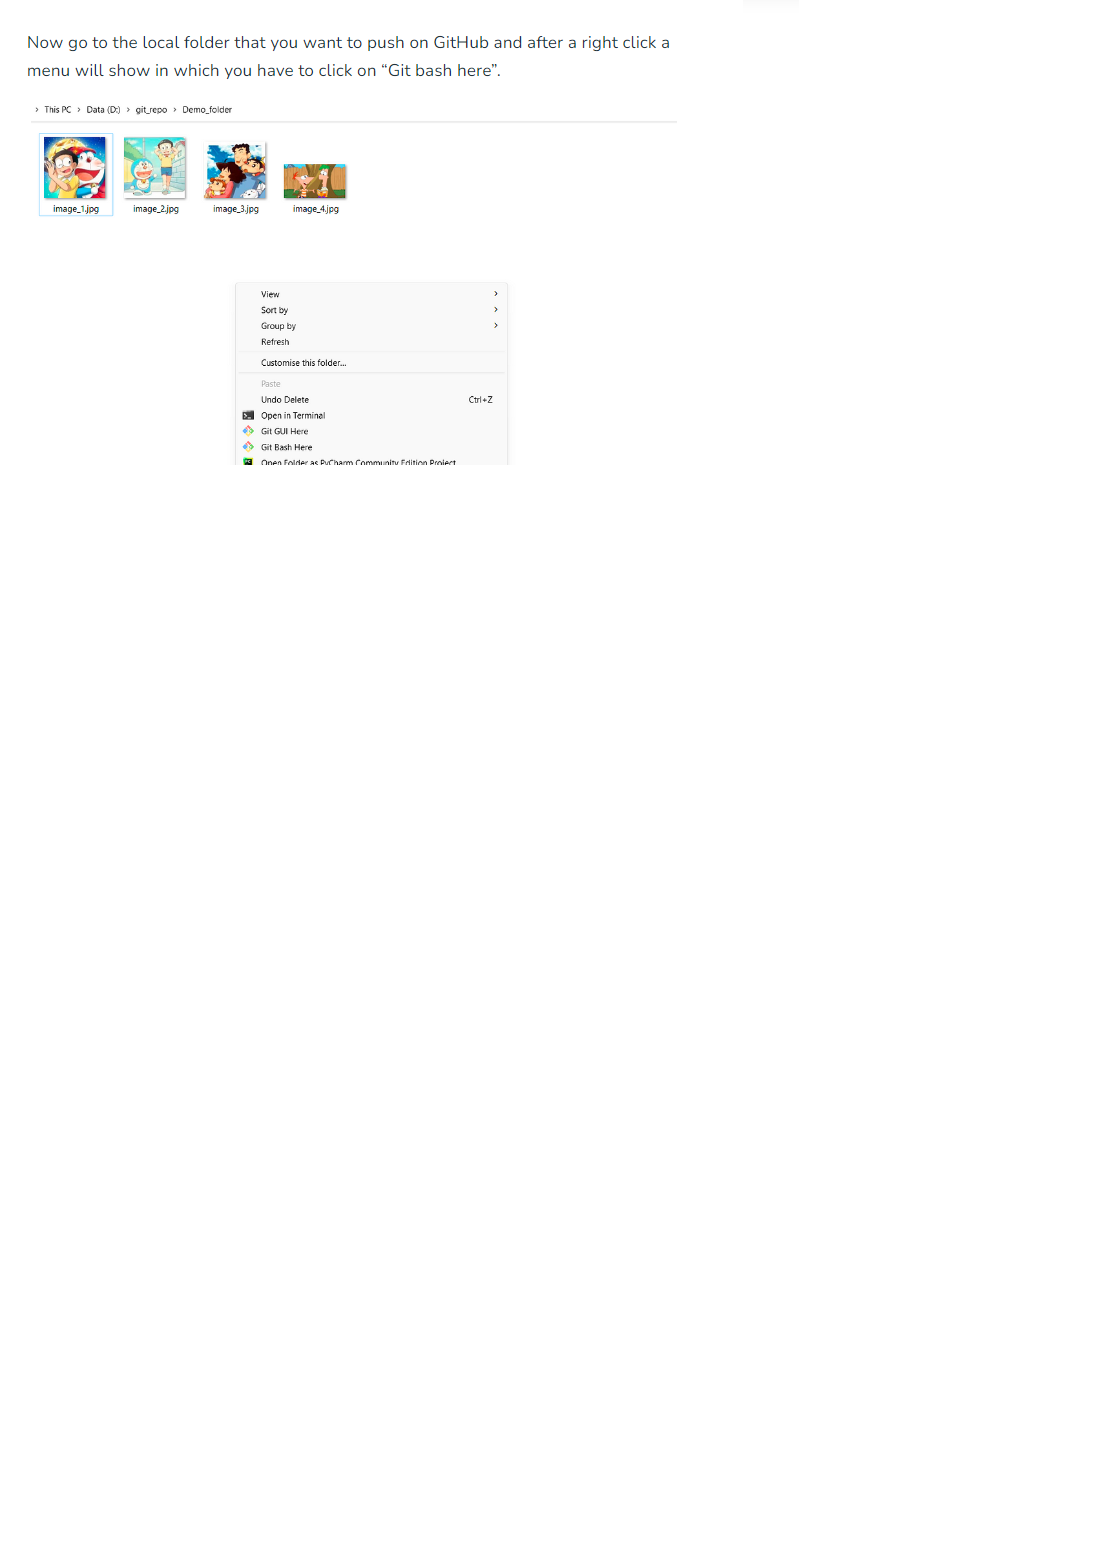 Now go to the local folder that you want to push on GitHub and after a right click a
menu will show in which you have to click on “Git bash here”.
› This PC › Data (D:) › git_repo › Demo_folder
image_1.jpg image_2.jpg image_3.jpg image_4.jpg
View ›
Sort by ›
Group by ›
Refresh
Customise this folder...
Paste
Undo Delete Ctrl+Z
Open in Terminal
Git GUI Here
Git Bash Here
Open Folder as PyCharm Community Edition Project